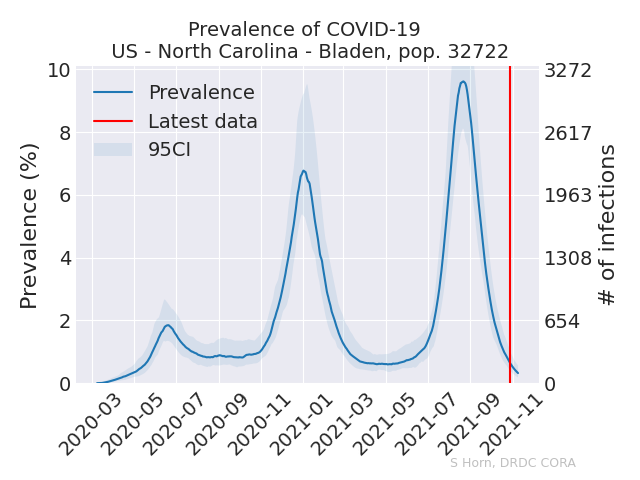 Prevalence of COVID-19
US - North Carolina - Bladen, pop. 32722
Prevalence
Latest data
95CI
Prevalence (%)
10
8
6
4
2
0
3272
2617
1963
1308
654
0
# of infections
2020-03
2020-05
2020-07
2020-09
2020-11
2021-01
2021-03
2021-05
2021-07
2021-09
2021-11
S Horn, DRDC CORA